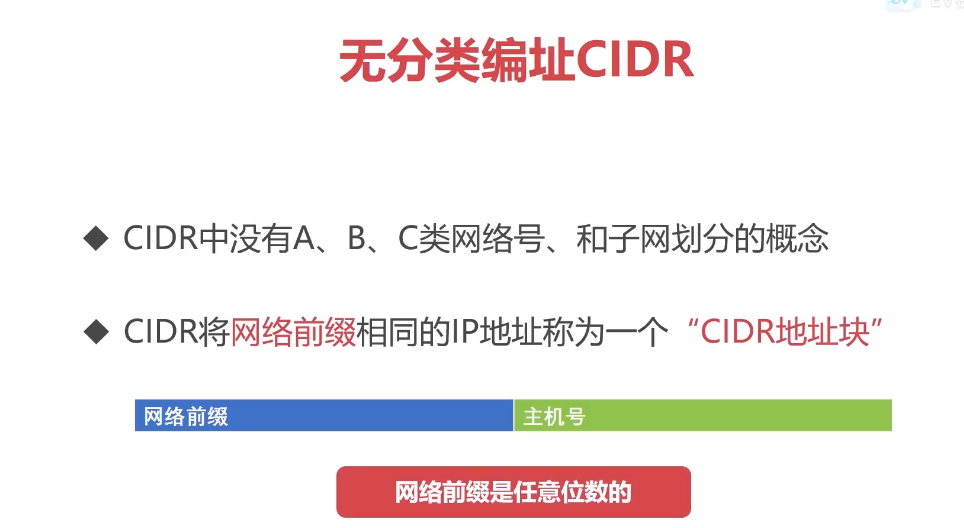 无分类编址CIDR
CIDR中没有A、B、C类网络号、和子网划分的概念
CIDR将网络前缀相同的IP地址称为一个“CIDR地址块”
网络前缀
主机号
网络前缀是任意位数的